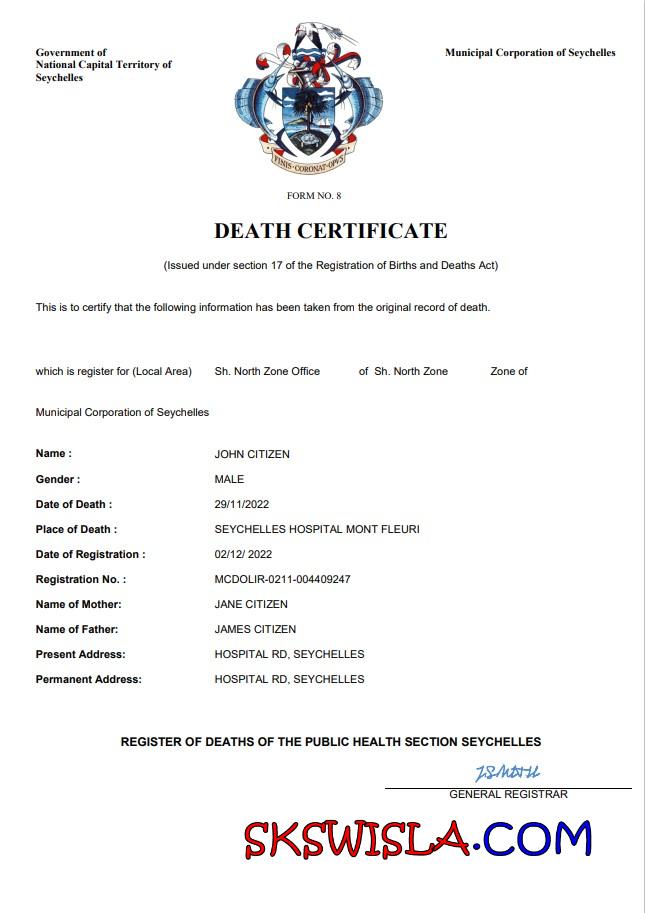 Government of
National Capital Territory of
Seychelles
Municipal Corporation of Seychelles
FINIS·CORONAT·OPVS
FORM NO. 8
DEATH CERTIFICATE
(Issued under section 17 of the Registration of Births and Deaths Act)
This is to certify that the following information has been taken from the original record of death.
which is register for (Local Area) Sh. North Zone Office of Sh. North Zone Zone of
Municipal Corporation of Seychelles
Name : JOHN CITIZEN
Gender : MALE
Date of Death : 29/11/2022
Place of Death : SEYCHELLES HOSPITAL MONT FLEURI
Date of Registration : 02/12/ 2022
Registration No. : MCDOLIR-0211-004409247
Name of Mother: JANE CITIZEN
Name of Father: JAMES CITIZEN
Present Address: HOSPITAL RD, SEYCHELLES
Permanent Address: HOSPITAL RD, SEYCHELLES
REGISTER OF DEATHS OF THE PUBLIC HEALTH SECTION SEYCHELLES
GENERAL REGISTRAR
SKSWISLA.COM